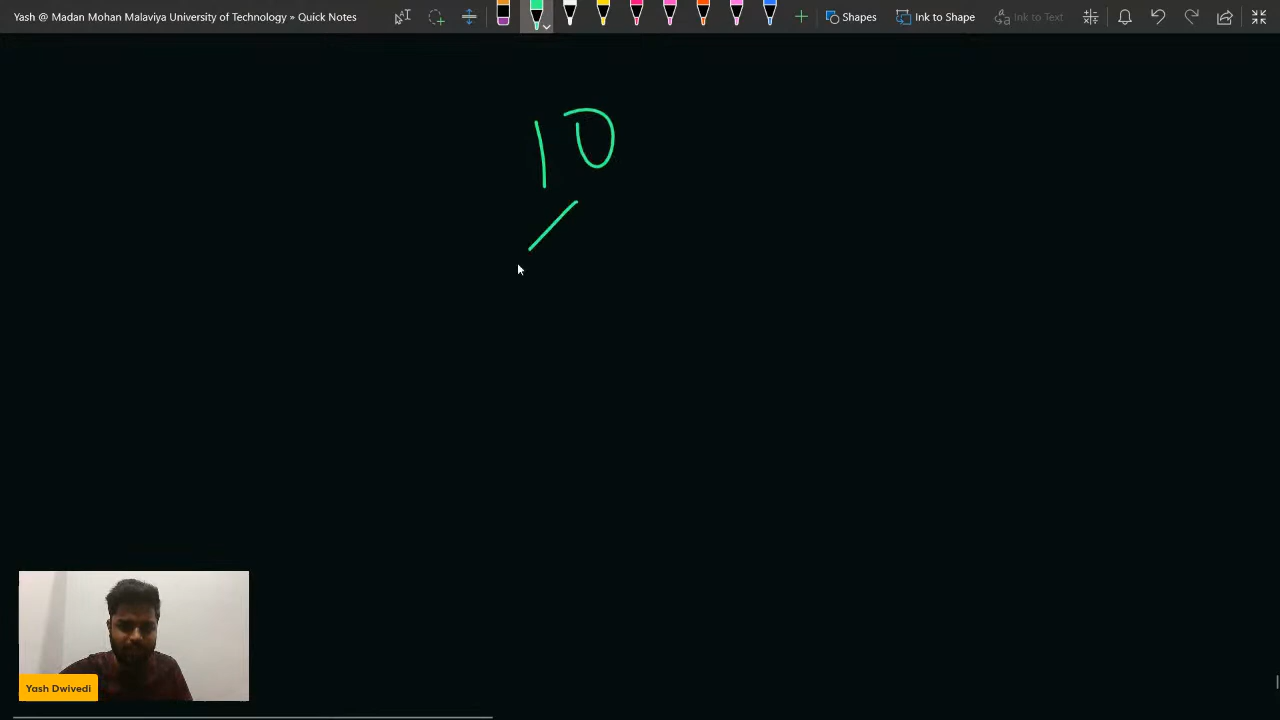 Yash @ Madan Mohan Malaviya University of Technology » Quick Notes
Shapes
Ink to Shape
Ink to Text
10
Yash Dwivedi